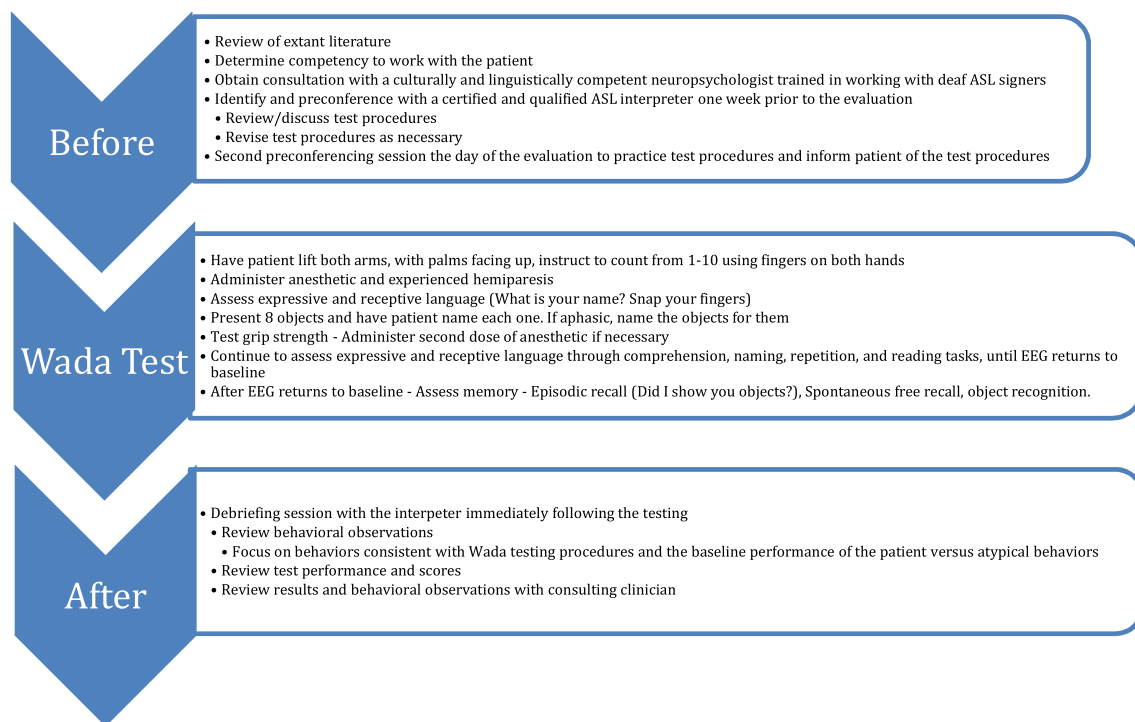 Before
• Review of extant literature
• Determine competency to work with the patient
• Obtain consultation with a culturally and linguistically competent neuropsychologist trained in working with deaf ASL signers
• Identify and preconference with a certified and qualified ASL interpreter one week prior to the evaluation
• Review/discuss test procedures
• Revise test procedures as necessary
• Second preconferencing session the day of the evaluation to practice test procedures and inform patient of the test procedures
Wada Test
• Have patient lift both arms, with palms facing up, instruct to count from 1-10 using fingers on both hands
• Administer anesthetic and experienced hemiparesis
• Assess expressive and receptive language (What is your name? Snap your fingers)
• Present 8 objects and have patient name each one. If aphasic, name the objects for them
• Test grip strength - Administer second dose of anesthetic if necessary
• Continue to assess expressive and receptive language through comprehension, naming, repetition, and reading tasks, until EEG returns to
baseline
• After EEG returns to baseline - Assess memory - Episodic recall (Did I show you objects?), Spontaneous free recall, object recognition.
After
• Debriefing session with the interpeter immediately following the testing
• Review behavioral observations
• Focus on behaviors consistent with Wada testing procedures and the baseline performance of the patient versus atypical behaviors
• Review test performance and scores
• Review results and behavioral observations with consulting clinician